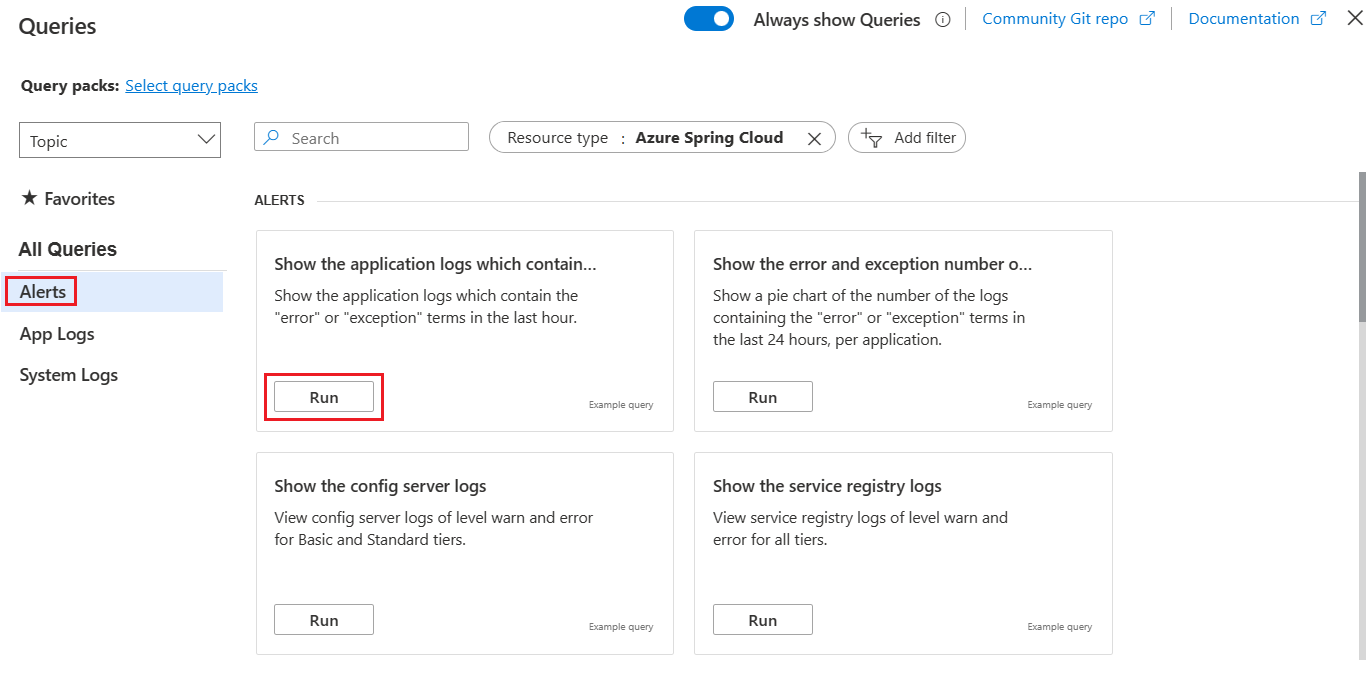 Queries
Always show Queries
Community Git repo
Documentation
Query packs: Select query packs
Topic
Search
Resource type : Azure Spring Cloud
Add filter
★ Favorites
All Queries
Alerts
App Logs
System Logs
ALERTS
Show the application logs which contain...
Show the application logs which contain the
"error" or "exception" terms in the last hour.
Run
Example query
Show the error and exception number o...
Show a pie chart of the number of the logs
containing the "error" or "exception" terms in
the last 24 hours, per application.
Run
Example query
Show the config server logs
View config server logs of level warn and error
for Basic and Standard tiers.
Run
Example query
Show the service registry logs
View service registry logs of level warn and
error for all tiers.
Run
Example query